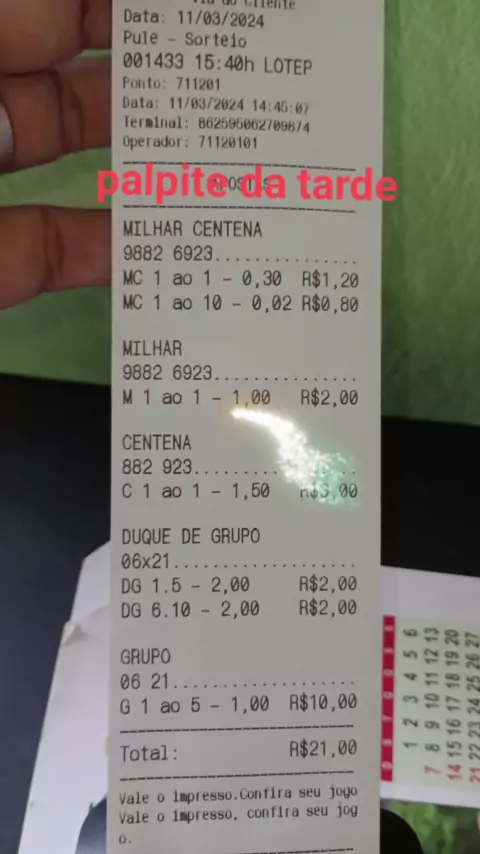 Via do Cliente
Data: 11/03/2024
Pule - Sorteio
001433 15:40h LOTEP
Ponto: 711201
Data: 11/03/2024 14:45:07
Terminal: 862595062709874
Operador: 71120101
palpite da tarde
MILHAR CENTENA
9882 6923...............
MC 1 ao 1 - 0,30 R$1,20
MC 1 ao 10 - 0,02 R$0,80
MILHAR
9882 6923...............
M 1 ao 1 - 1,00 R$2,00
CENTENA
882 923.................
C 1 ao 1 - 1,50 R$3,00
DUQUE DE GRUPO
06x21...................
DG 1.5 - 2,00 R$2,00
DG 6.10 - 2,00 R$2,00
GRUPO
06 21...................
G 1 ao 5 - 1,00 R$10,00
Total: R$21,00
Vale o impresso.Confira seu jogo
Vale o impresso, confira seu jog
o.
D S T Q Q S S
1 2 3 4 5 6
7 8 9 10 11 12 13
14 15 16 17 18 19 20
21 22 23 24 25 26 27